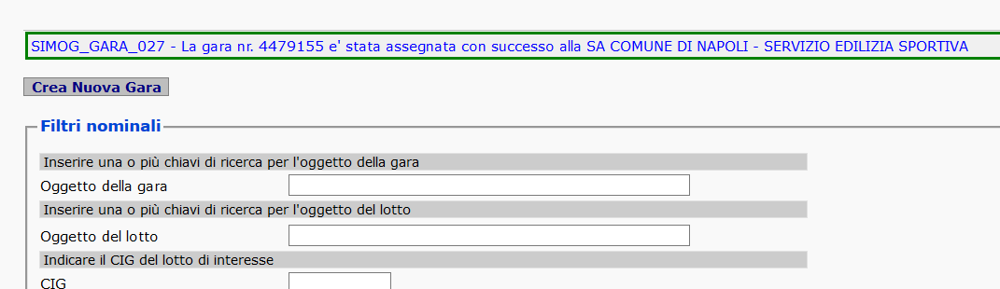 SIMOG_GARA_027 - La gara nr. 4479155 e' stata assegnata con successo alla SA COMUNE DI NAPOLI - SERVIZIO EDILIZIA SPORTIVA
Crea Nuova Gara
Filtri nominali
Inserire una o più chiavi di ricerca per l'oggetto della gara
Oggetto della gara
Inserire una o più chiavi di ricerca per l'oggetto del lotto
Oggetto del lotto
Indicare il CIG del lotto di interesse
CIG